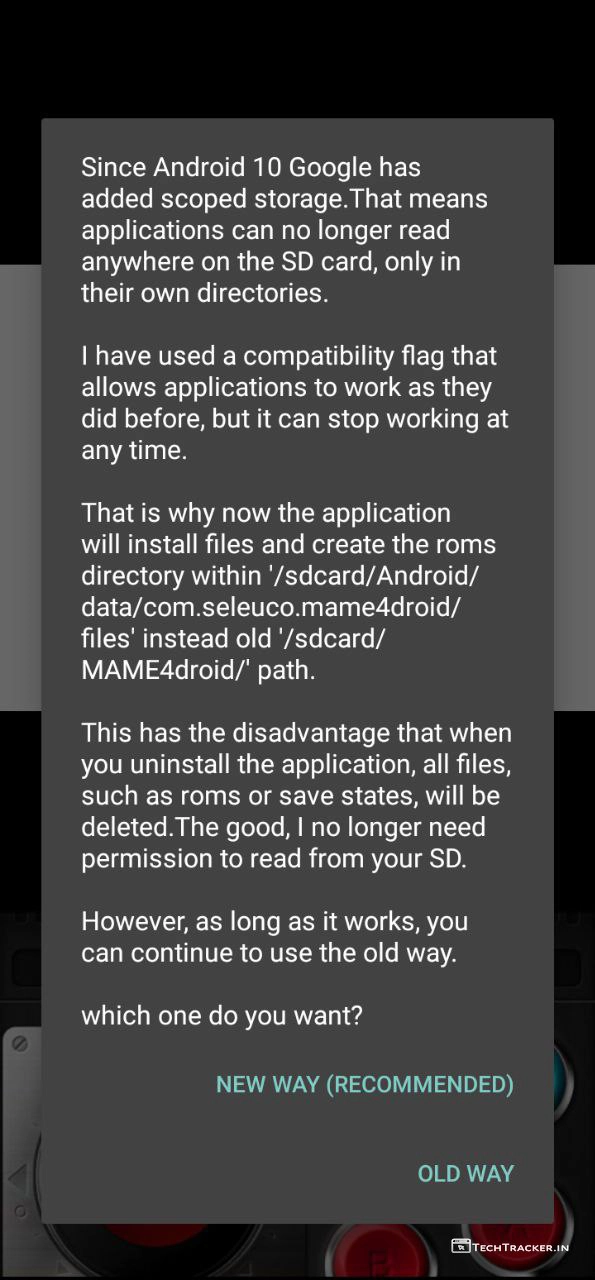 Since Android 10 Google has
added scoped storage.That means
applications can no longer read
anywhere on the SD card, only in
their own directories.
I have used a compatibility flag that
allows applications to work as they
did before, but it can stop working at
any time.
That is why now the application
will install files and create the roms
directory within '/sdcard/Android/
data/com.seleuco.mame4droid/
files' instead old '/sdcard/
MAME4droid/' path.
This has the disadvantage that when
you uninstall the application, all files,
such as roms or save states, will be
deleted.The good, I no longer need
permission to read from your SD.
However, as long as it works, you
can continue to use the old way.
which one do you want?
NEW WAY (RECOMMENDED)
OLD WAY
TECHTRACKER.IN